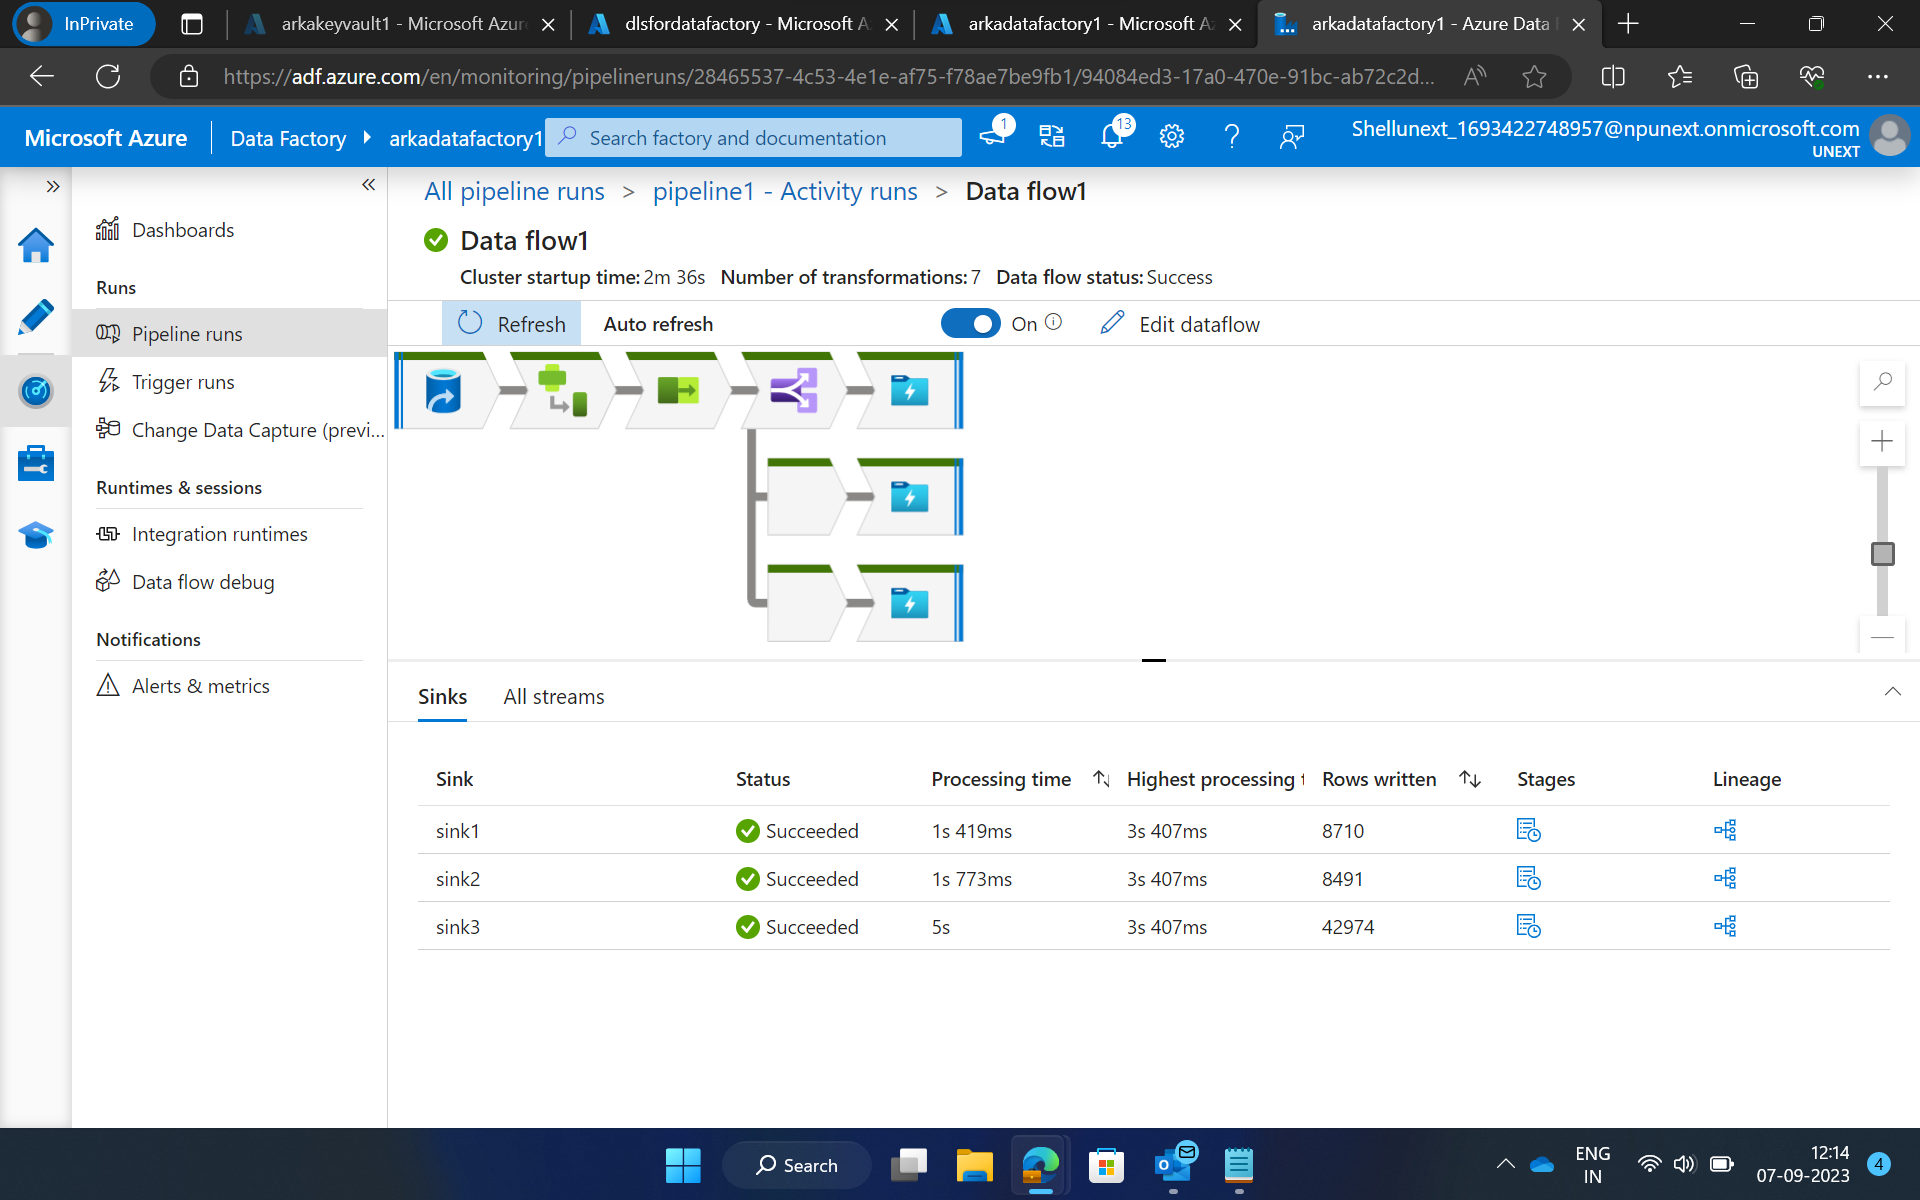 InPrivate
arkakeyvault1 - Microsoft Azur
dlsfordatafactory - Microsoft A
arkadatafactory1 - Microsoft A
arkadatafactory1 - Azure Data
https://adf.azure.com/en/monitoring/pipelineruns/28465537-4c53-4e1e-af75-f78ae7be9fb1/94084ed3-17a0-470e-91bc-ab72c2d...
Microsoft Azure
Data Factory
arkadatafactory1
Search factory and documentation
1
13
Shellunext_1693422748957@npunext.onmicrosoft.com
UNEXT
Dashboards
Runs
Pipeline runs
Trigger runs
Change Data Capture (previ...
Runtimes & sessions
Integration runtimes
Data flow debug
Notifications
Alerts & metrics
All pipeline runs > pipeline1 - Activity runs > Data flow1
Data flow1
Cluster startup time: 2m 36s Number of transformations: 7 Data flow status: Success
Refresh Auto refresh On Edit dataflow
Sinks All streams
Sink Status Processing time Highest processing t Rows written Stages Lineage
sink1 Succeeded 1s 419ms 3s 407ms 8710
sink2 Succeeded 1s 773ms 3s 407ms 8491
sink3 Succeeded 5s 3s 407ms 42974
Search
ENG
IN
12:14
07-09-2023
4